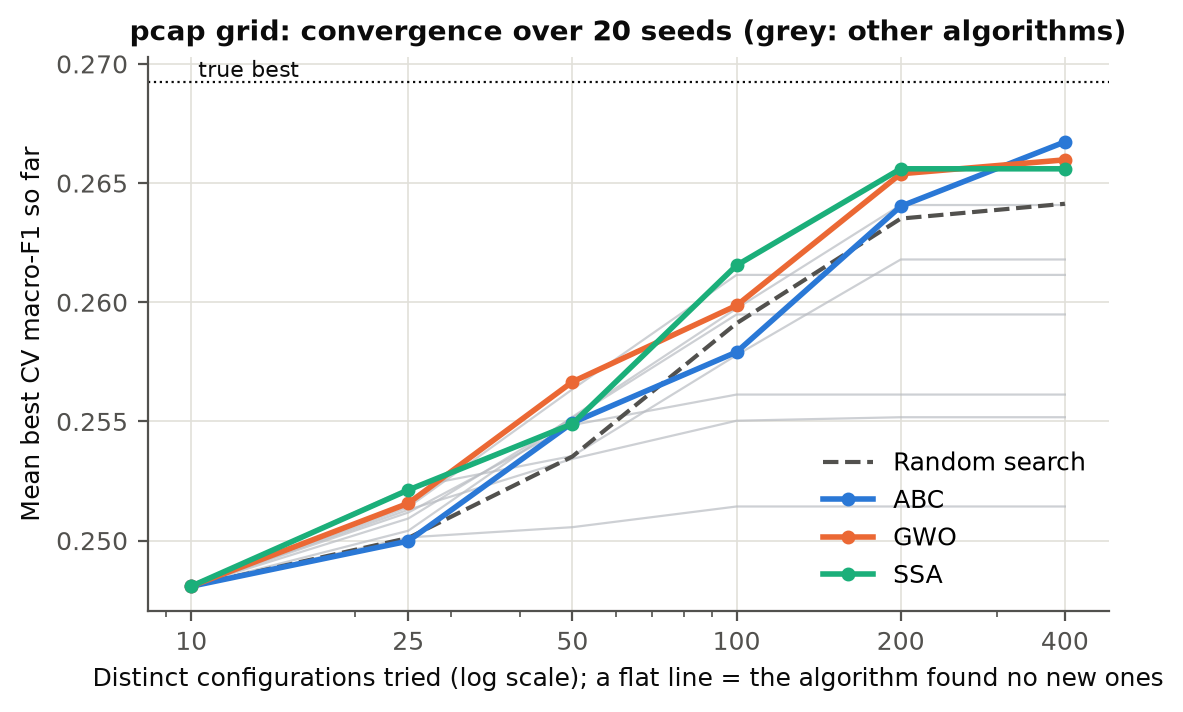 pcap grid: convergence over 20 seeds (grey: other algorithms)
0.270
true best
0.265
0.260
0.255
0.250
Mean best CV macro-F1 so far
Random search
ABC
GWO
SSA
10 25 50 100 200 400
Distinct configurations tried (log scale); a flat line = the algorithm found no new ones